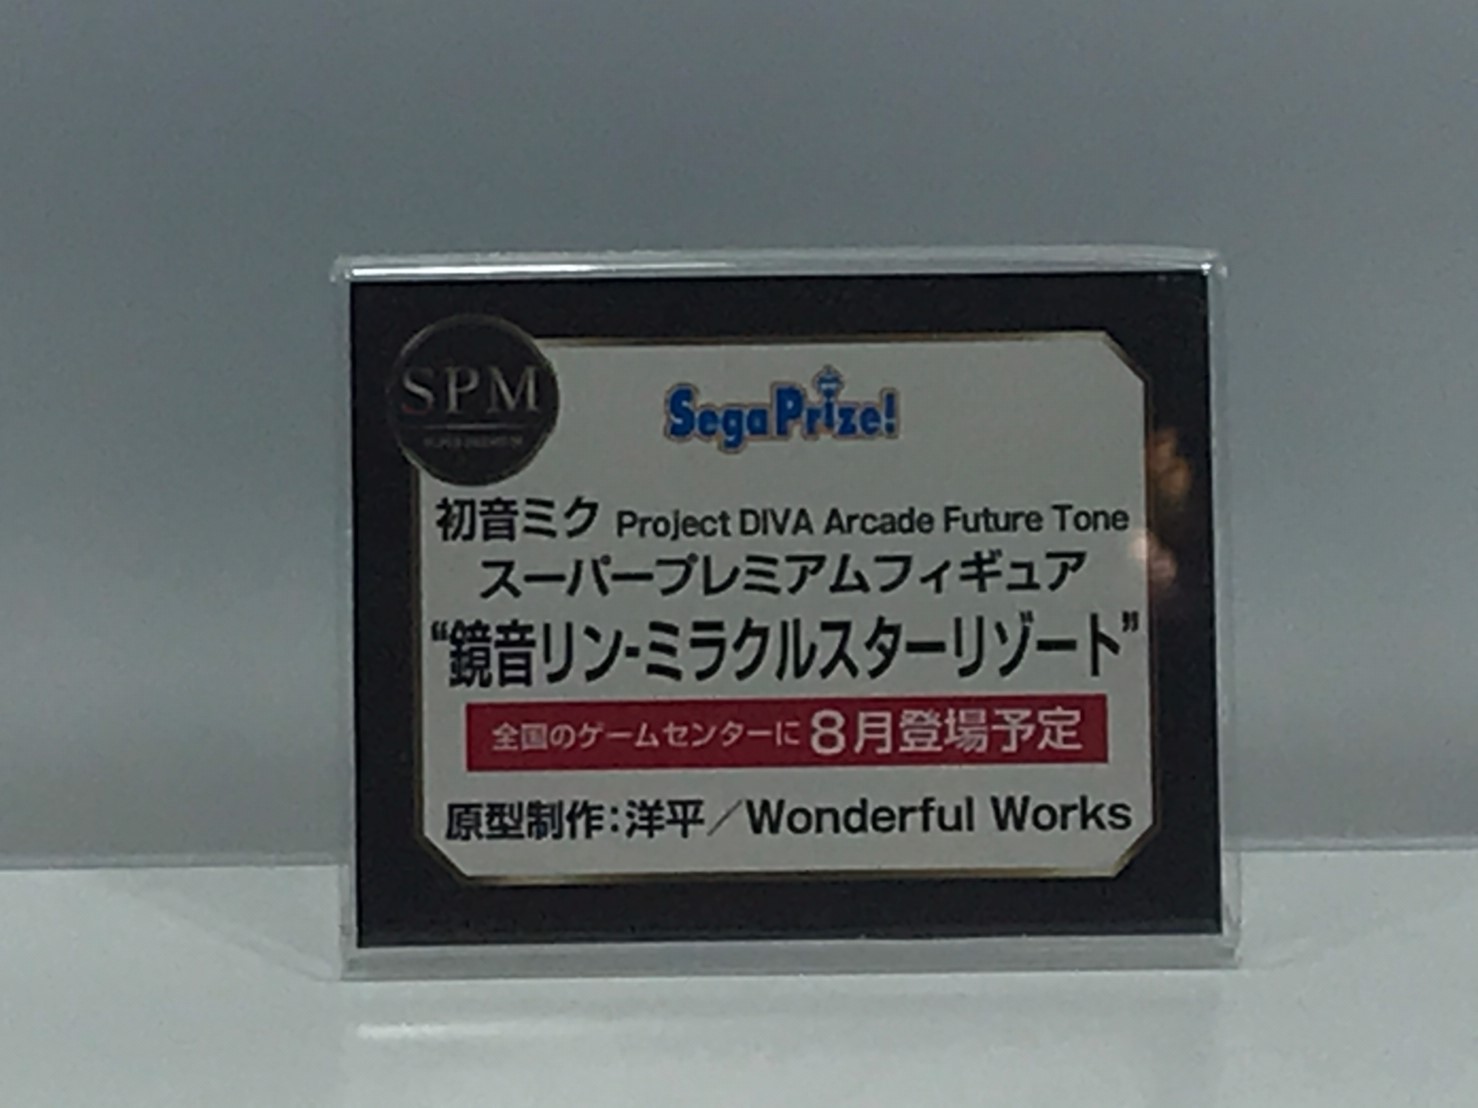 SPM
SUPER PREMIUM
SegaPrize!
初音ミク Project DIVA Arcade Future Tone
スーパープレミアムフィギュア
“鏡音リン-ミラクルスターリゾート”
全国のゲームセンターに 8月登場予定
原型制作:洋平／Wonderful Works